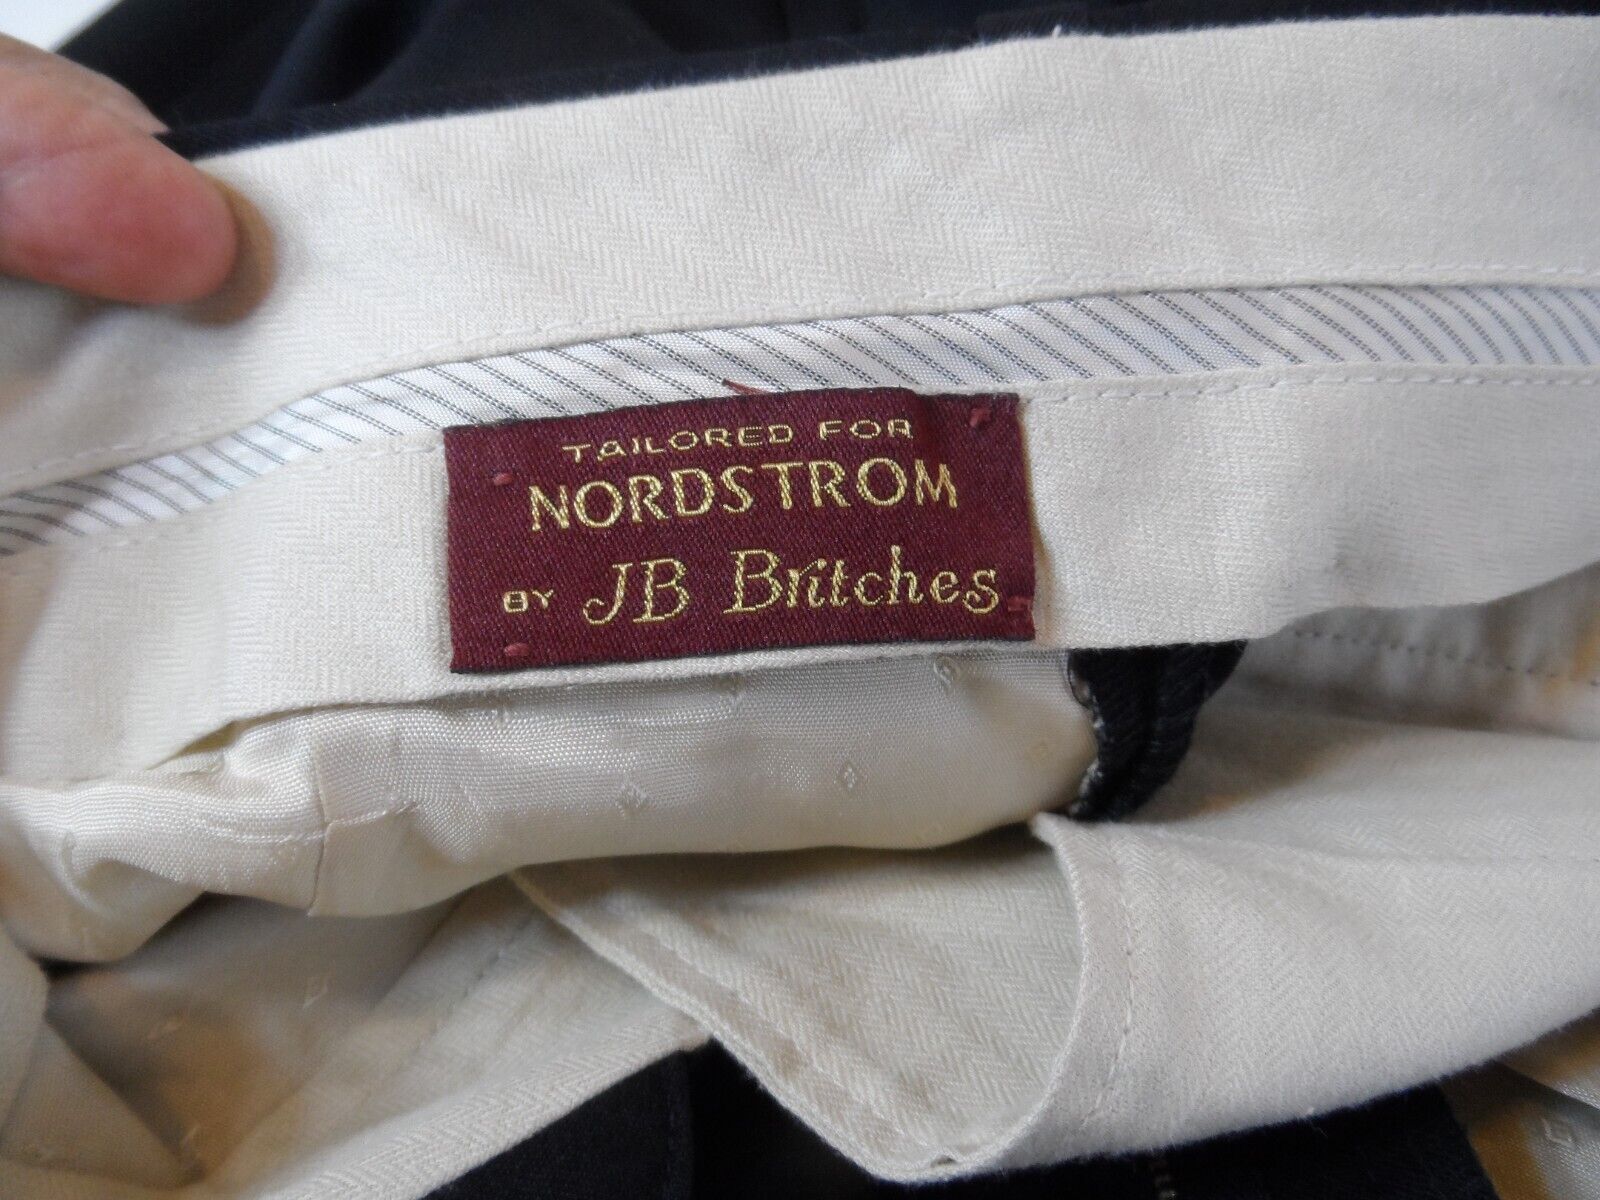 TAILORED FOR
NORDSTROM
BY JB Britches